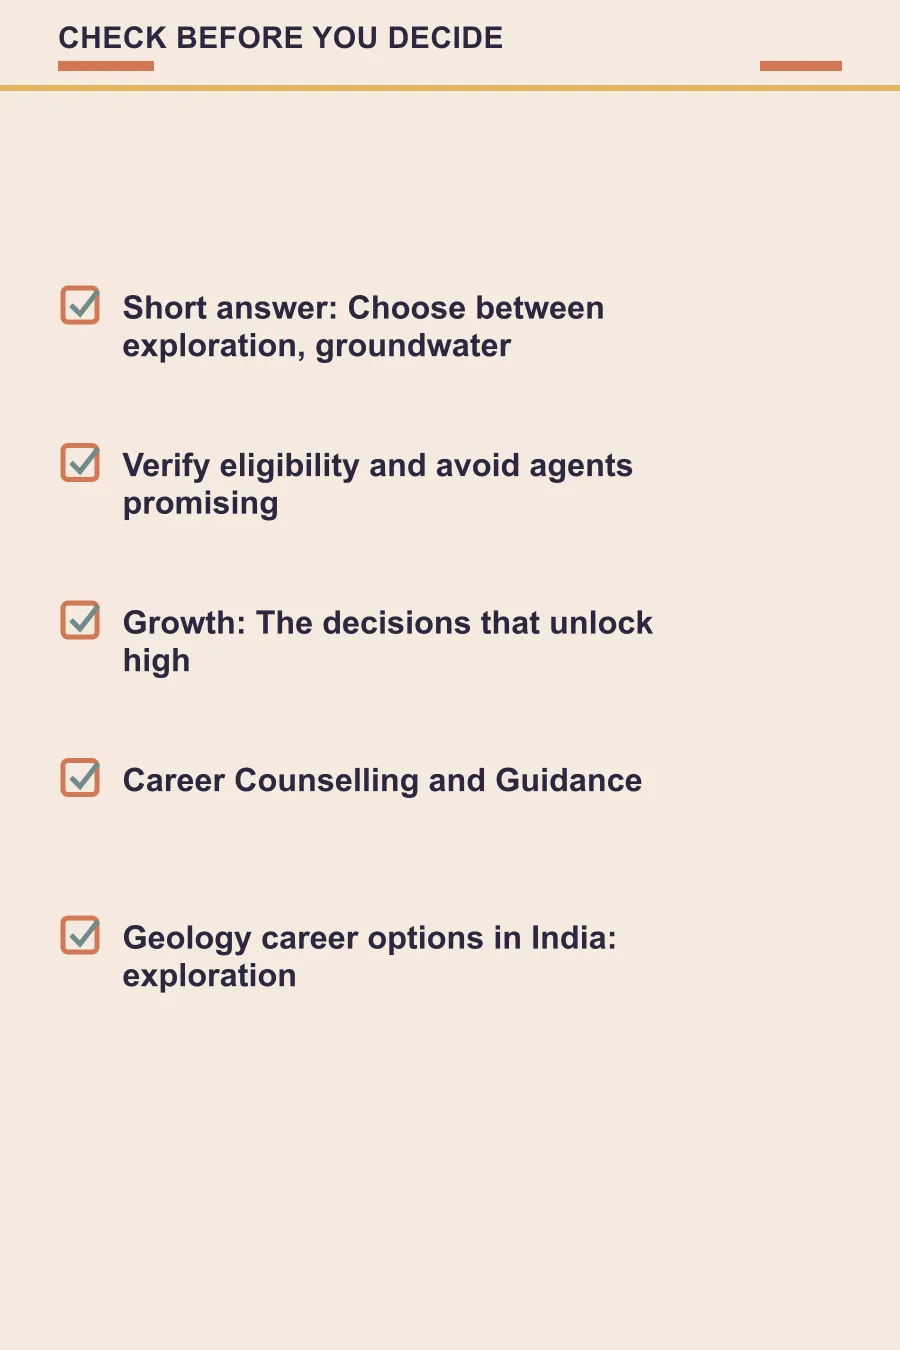 CHECK BEFORE YOU DECIDE
Short answer: Choose between
exploration, groundwater
Verify eligibility and avoid agents
promising
Growth: The decisions that unlock
high
Career Counselling and Guidance
Geology career options in India:
exploration